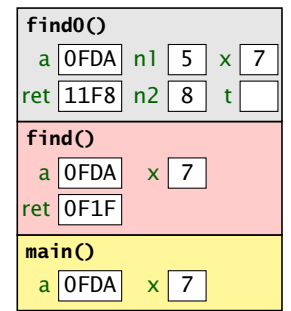 find0()
a 0FDA n1 5 x 7
ret 11F8 n2 8 t
find()
a 0FDA x 7
ret 0F1F
main()
a 0FDA x 7